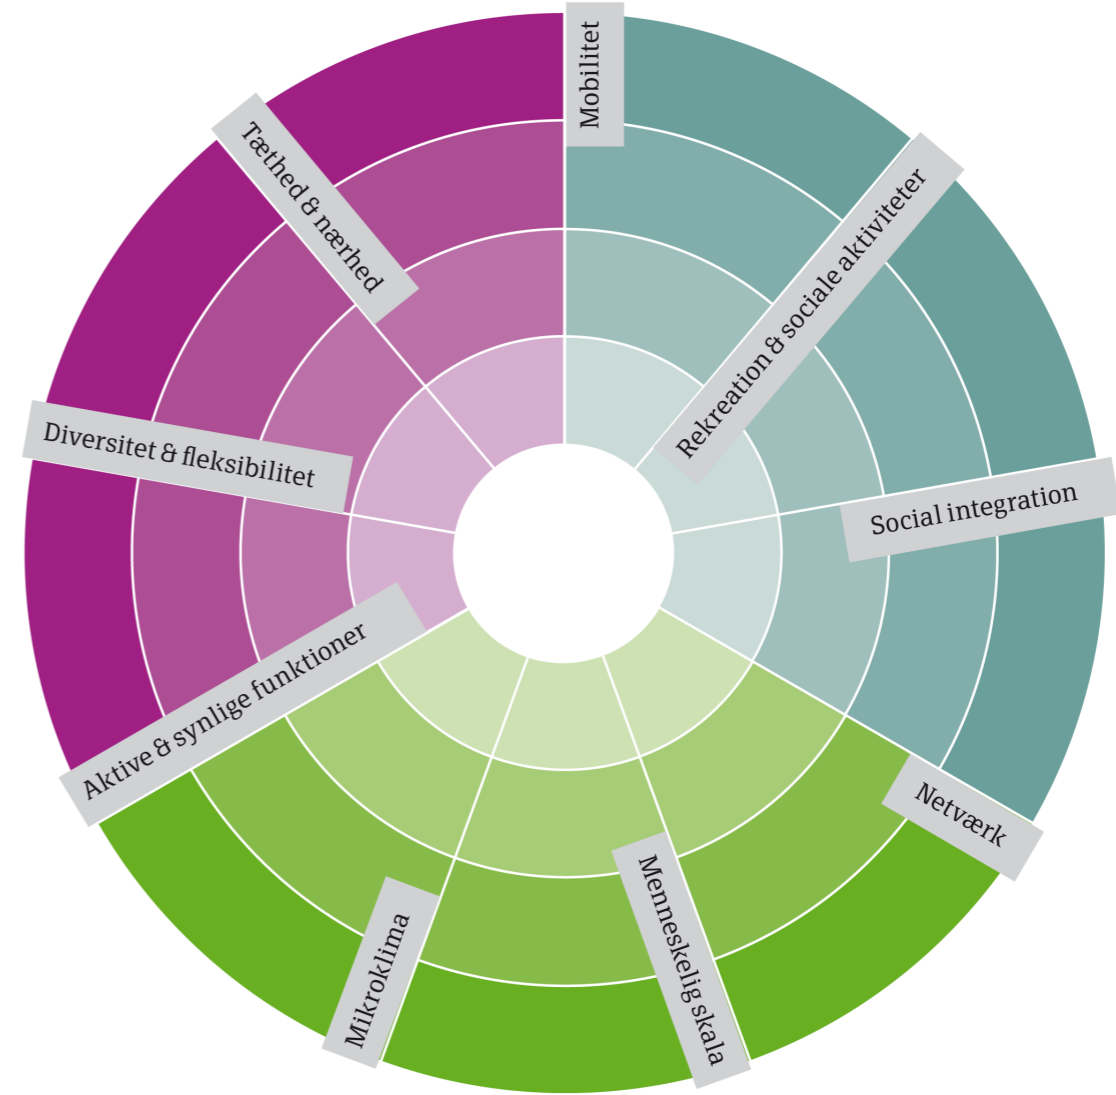 Mobilitet
Rekreation & sociale aktiviteter
Social integration
Netværk
Menneskelig skala
Mikroklima
Aktive & synlige funktioner
Diversitet & fleksibilitet
Tæthed & nærhed